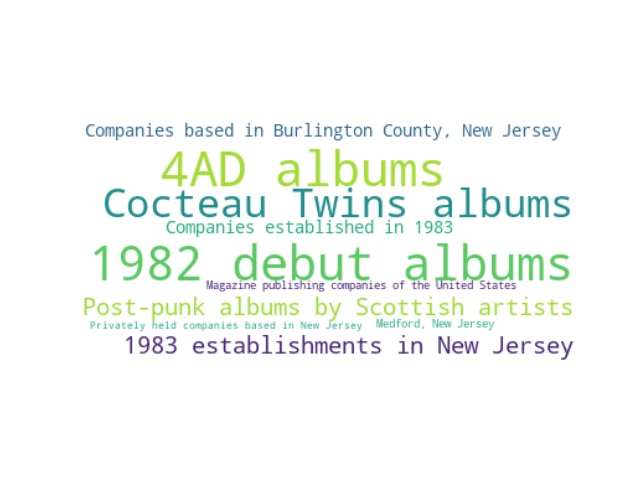 Companies based in Burlington County, New Jersey
4AD albums
Cocteau Twins albums
Companies established in 1983
1982 debut albums
Magazine publishing companies of the United States
Post-punk albums by Scottish artists
Privately held companies based in New Jersey Medford, New Jersey
1983 establishments in New Jersey